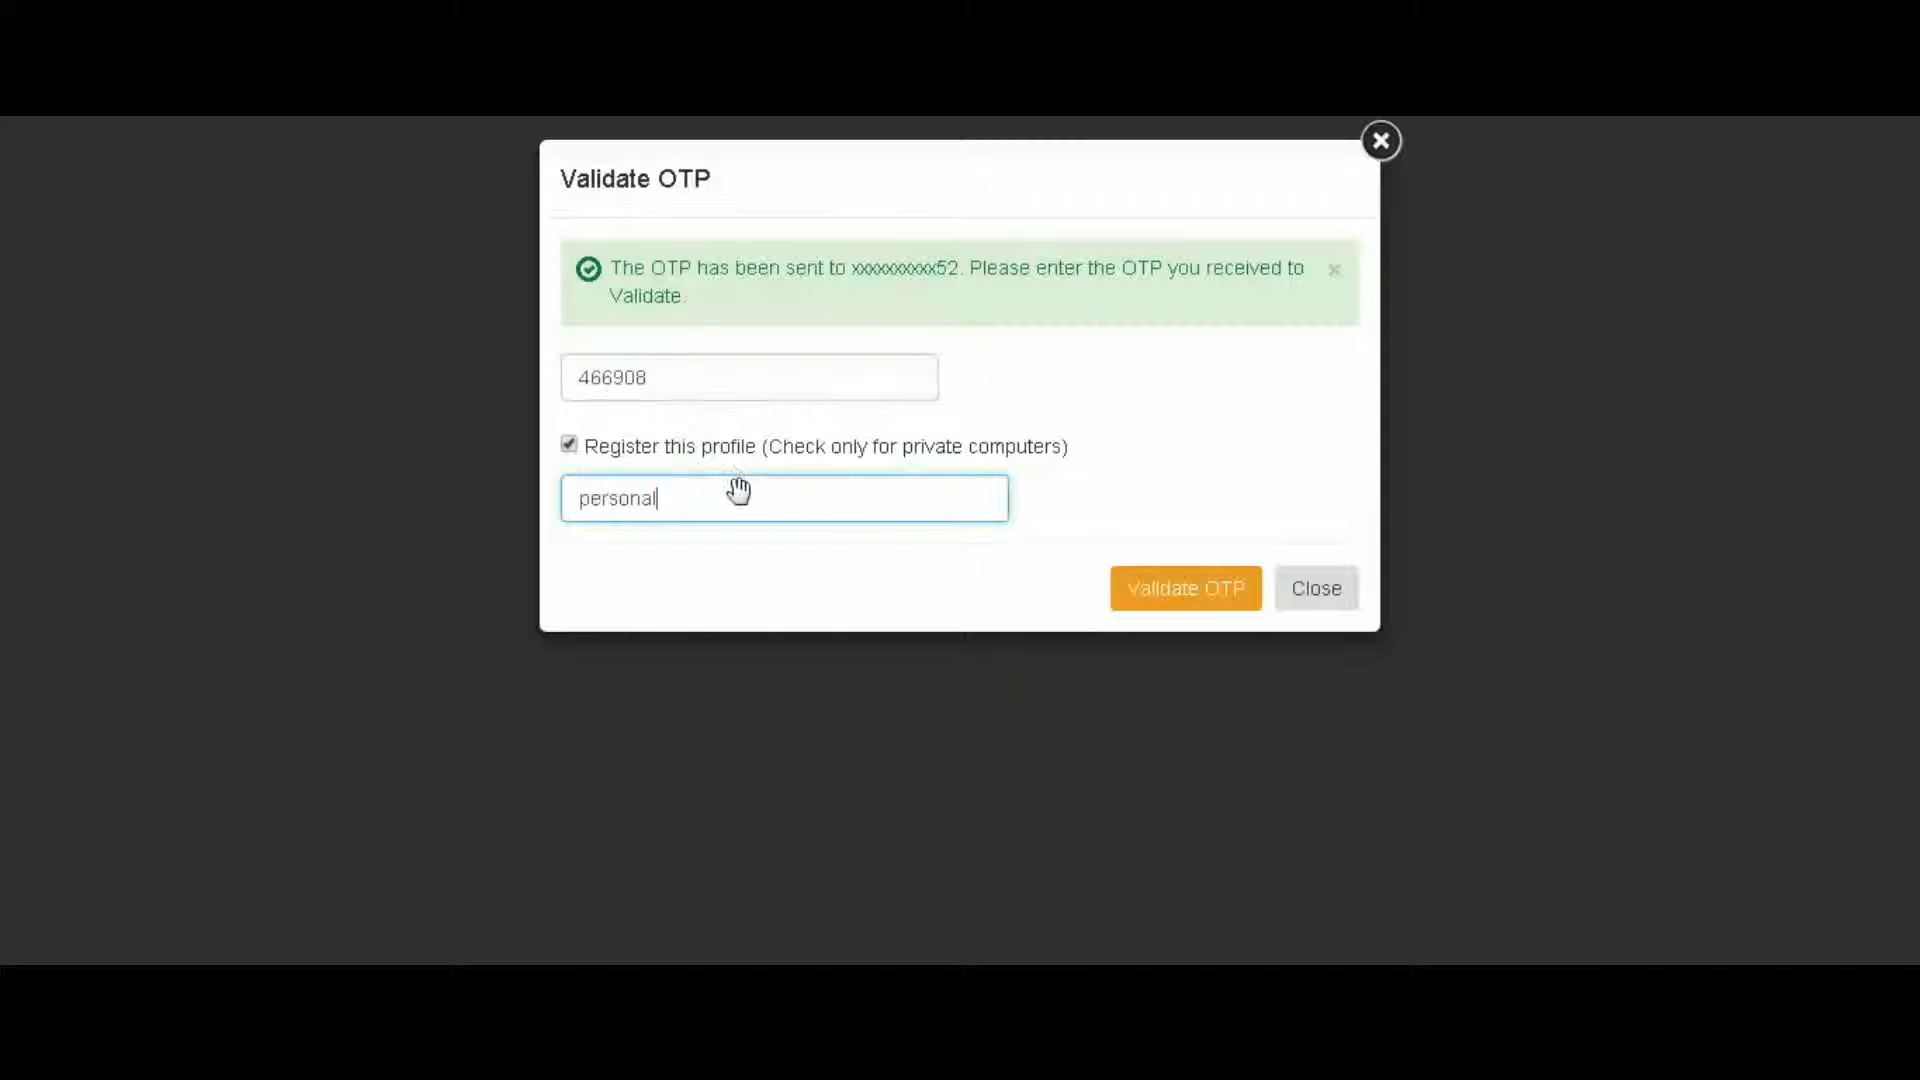 Validate OTP
The OTP has been sent to xxxxxxxxxx52. Please enter the OTP you received to
Validate.
466908
Register this profile (Check only for private computers)
personal
Validate OTP
Close